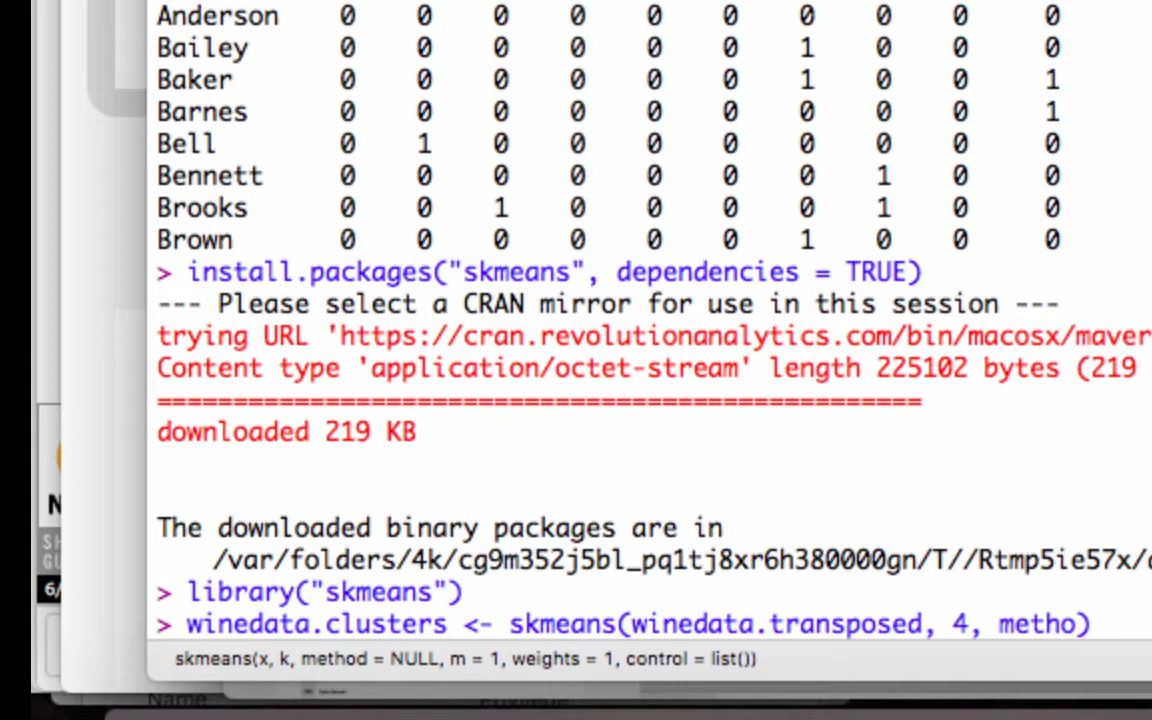 Anderson 0 0 0 0 0 0 0 0 0 0
Bailey 0 0 0 0 0 0 1 0 0 0
Baker 0 0 0 0 0 0 1 0 0 1
Barnes 0 0 0 0 0 0 0 0 0 1
Bell 0 1 0 0 0 0 0 0 0 0
Bennett 0 0 0 0 0 0 0 1 0 0
Brooks 0 0 1 0 0 0 0 1 0 0
Brown 0 0 0 0 0 0 1 0 0 0
> install.packages("skmeans", dependencies = TRUE)
--- Please select a CRAN mirror for use in this session ---
trying URL 'https://cran.revolutionanalytics.com/bin/macosx/maver
Content type 'application/octet-stream' length 225102 bytes (219
==================================================
downloaded 219 KB
The downloaded binary packages are in
/var/folders/4k/cg9m352j5bl_pq1tj8xr6h380000gn/T//Rtmp5ie57x/
> library("skmeans")
> winedata.clusters <- skmeans(winedata.transposed, 4, metho)
skmeans(x, k, method = NULL, m = 1, weights = 1, control = list())
N
SH
GU
6/
Name